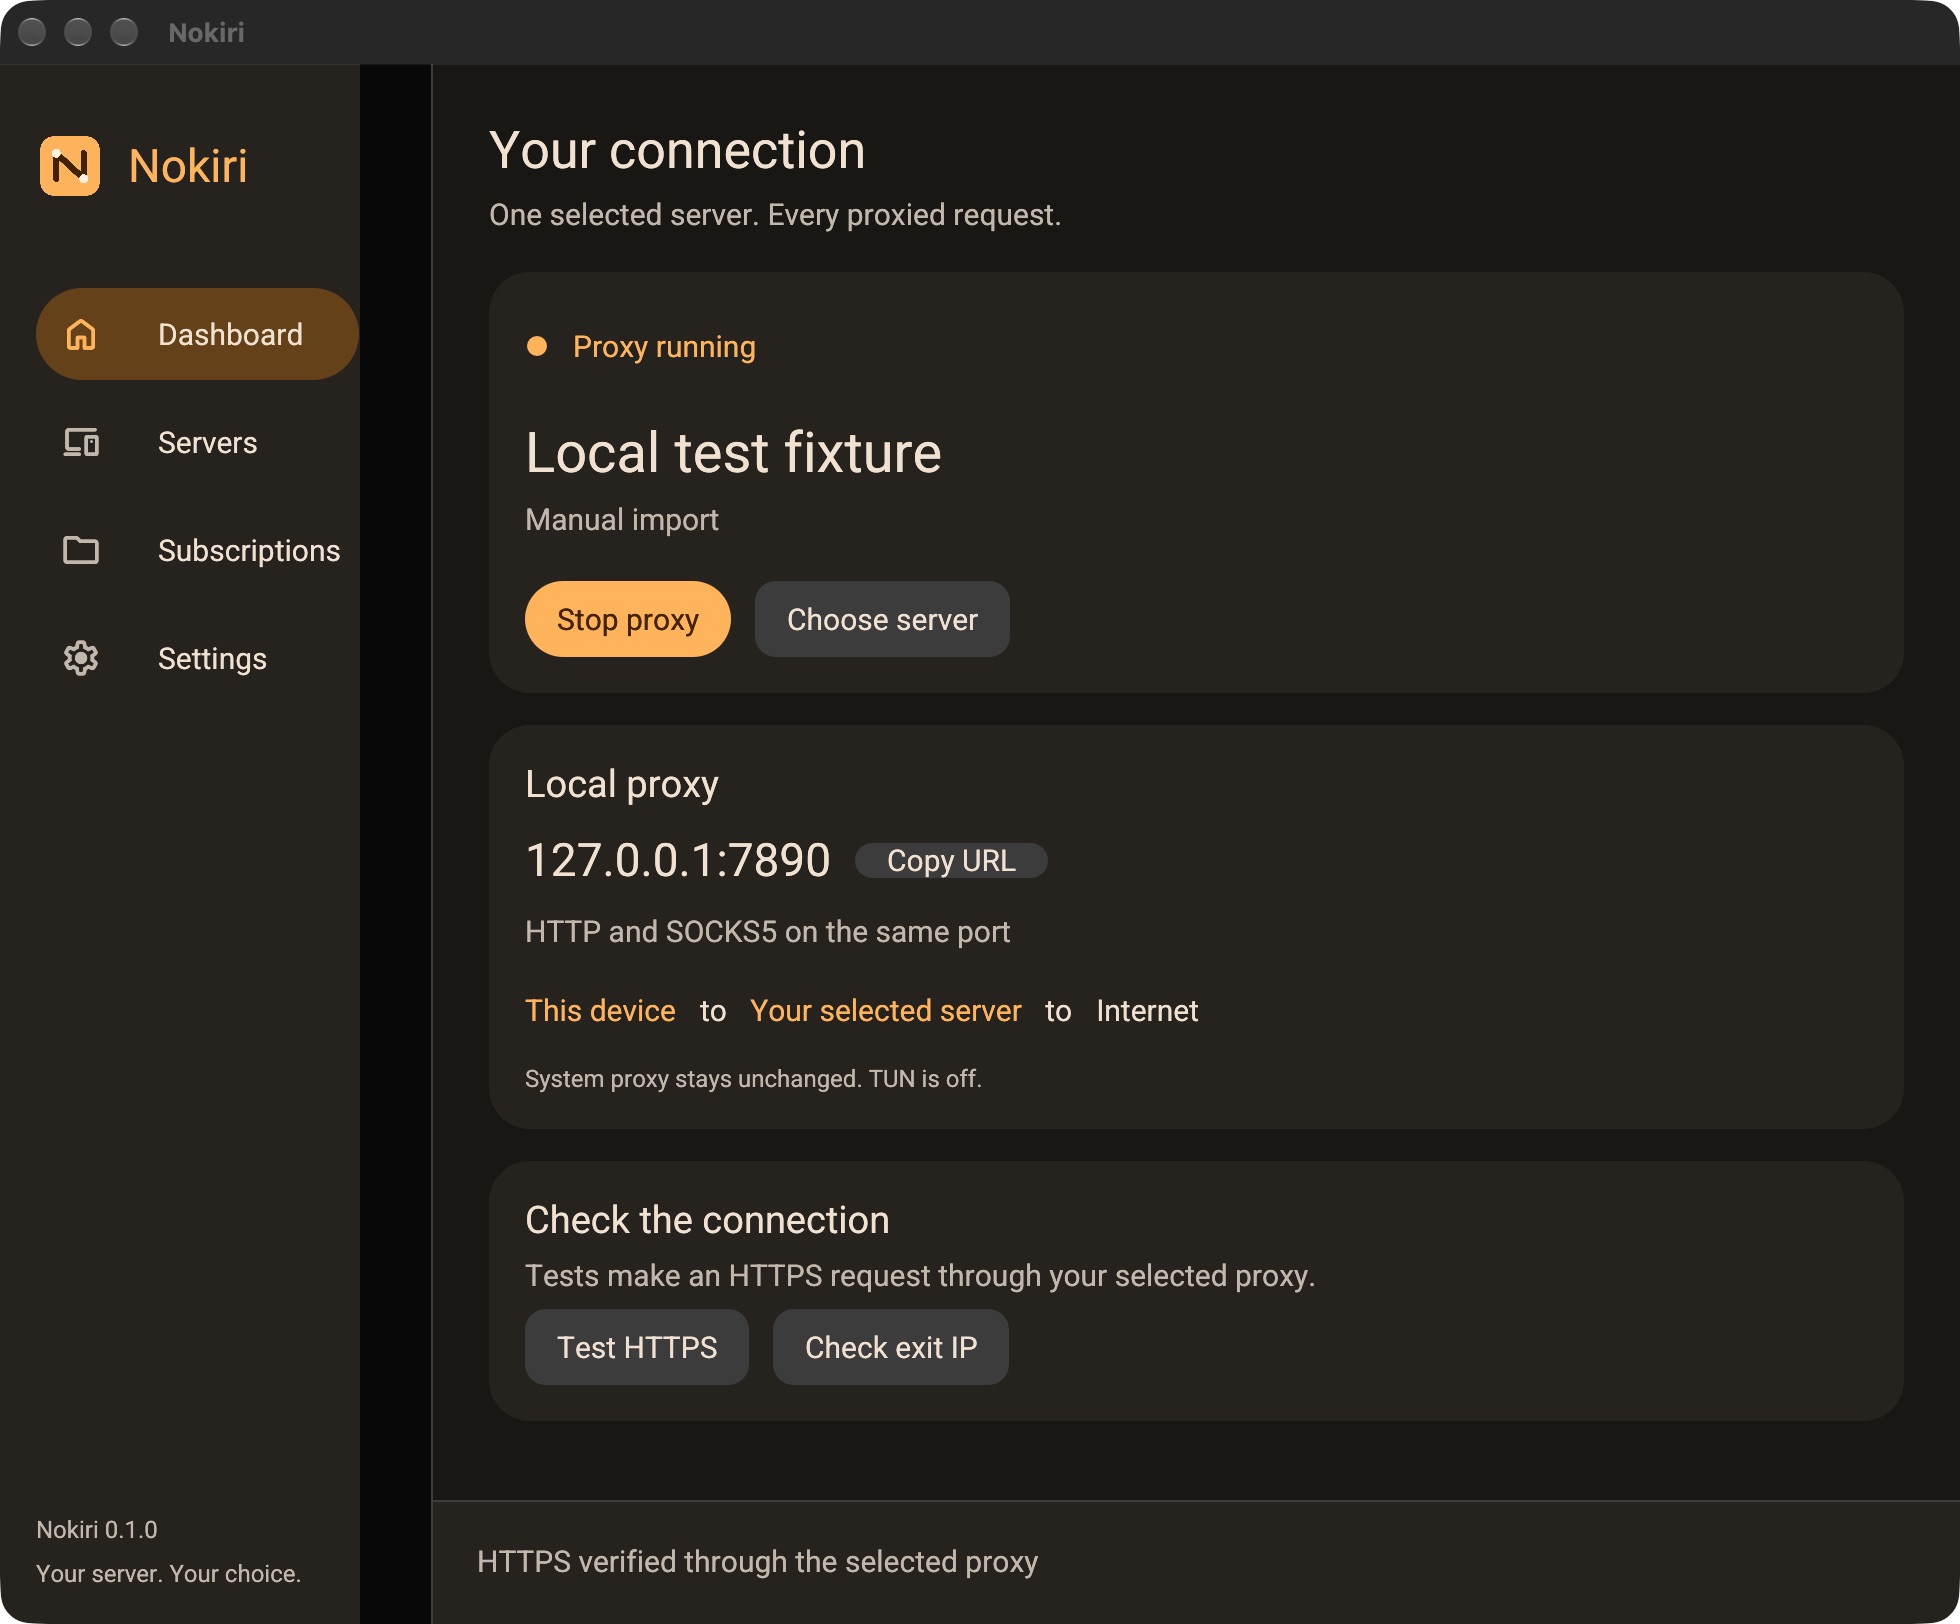 Nokiri
Nokiri
Dashboard
Servers
Subscriptions
Settings
Nokiri 0.1.0
Your server. Your choice.
Your connection
One selected server. Every proxied request.
Proxy running
Local test fixture
Manual import
Stop proxy
Choose server
Local proxy
127.0.0.1:7890
Copy URL
HTTP and SOCKS5 on the same port
This device to Your selected server to Internet
System proxy stays unchanged. TUN is off.
Check the connection
Tests make an HTTPS request through your selected proxy.
Test HTTPS
Check exit IP
HTTPS verified through the selected proxy